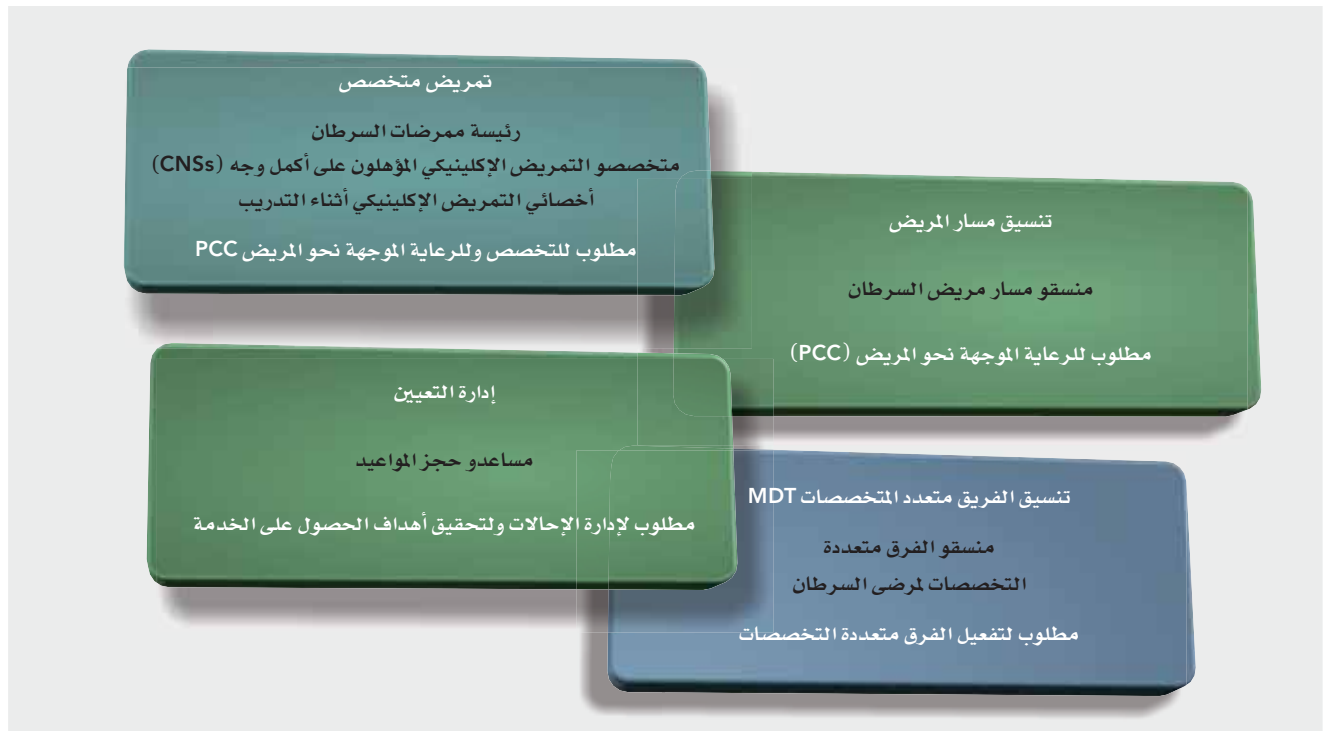 تمريض متخصص
رئيسة ممرضات السرطان
متخصصو التمريض الإكلينيكي المؤهلون على أكمل وجه (CNSs)
أخصائي التمريض الإكلينيكي أثناء التدريب
مطلوب للتخصص وللرعاية الموجهة نحو المريض PCC
تنسيق مسار المريض
منسقو مسار مريض السرطان
مطلوب للرعاية الموجهة نحو المريض (PCC)
إدارة التعيين
مساعدو حجز المواعيد
مطلوب لإدارة الإحالات ولتحقيق أهداف الحصول على الخدمة
تنسيق الفريق متعدد المتخصصات MDT
منسقو الفرق متعددة
التخصصات لمرضى السرطان
مطلوب لتفعيل الفرق متعددة التخصصات